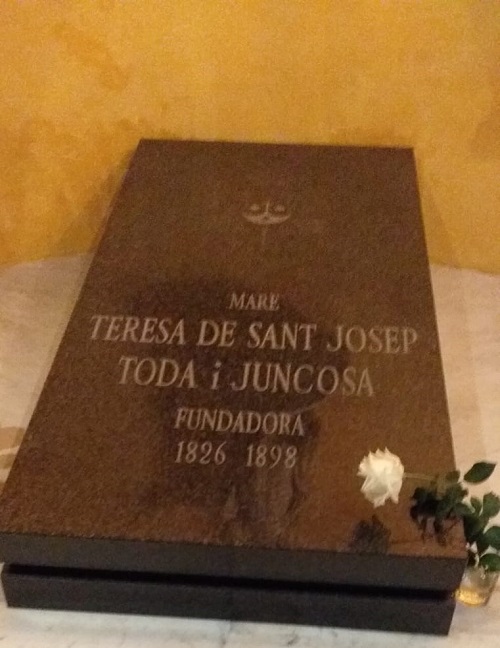 MARE
TERESA DE SANT JOSEP
TODA i JUNCOSA
FUNDADORA
1826 1898